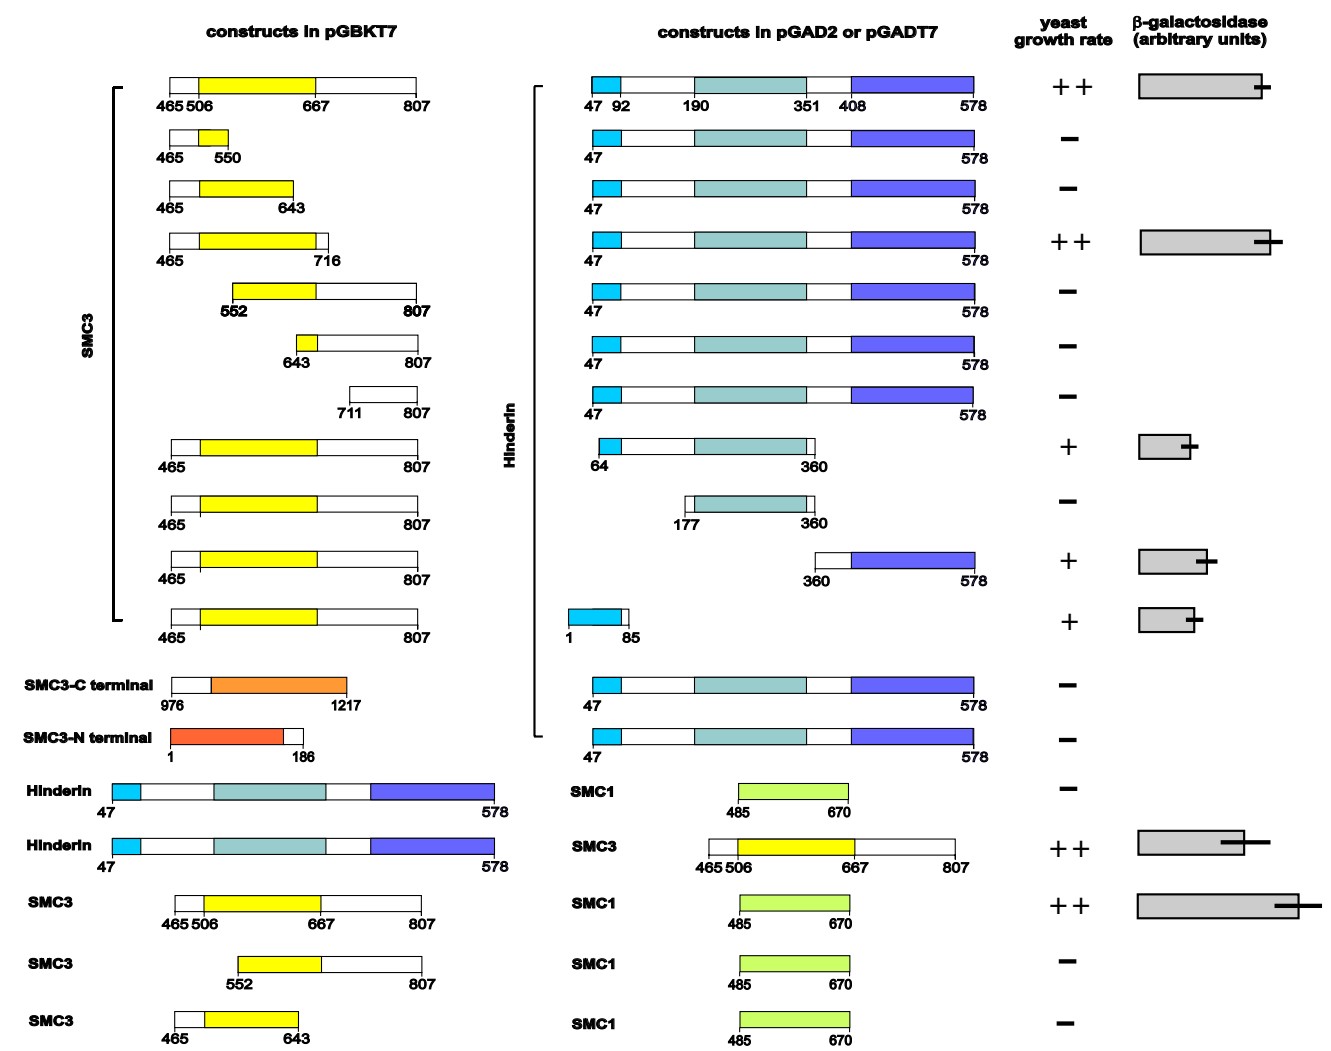 constructs in pGBKT7 constructs in pGAD2 or pGADT7 yeast growth rate β-galactosidase (arbitrary units)
465 506 667 807 47 92 190 351 408 578 ++
465 550 47 578 −
465 643 47 578 −
465 716 47 578 ++
552 807 47 578 −
SMC3
643 807 47 578 −
711 807 47 578 −
Hinderin
465 807 64 360 +
465 807 177 360 −
465 807 360 578 +
465 807 1 85 +
SMC3-C terminal 976 1217 47 578 −
SMC3-N terminal 1 186 47 578 −
Hinderin 47 578 SMC1 485 670 −
Hinderin 47 578 SMC3 465 506 667 807 ++
SMC3 465 506 667 807 SMC1 485 670 ++
SMC3 552 807 SMC1 485 670 −
SMC3 465 643 SMC1 485 670 −